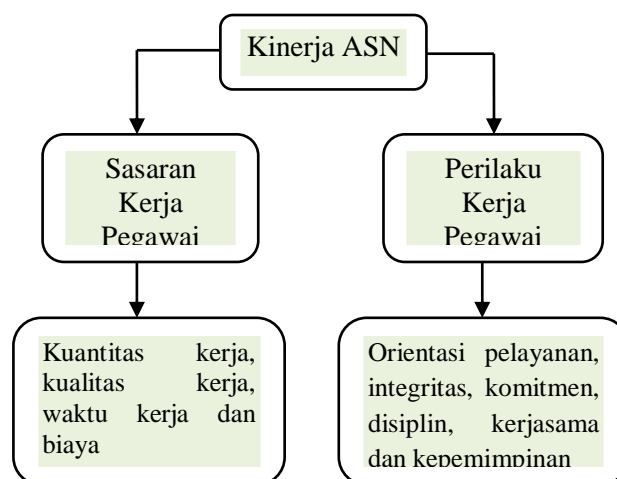 Kinerja ASN
Sasaran
Kerja
Pegawai
Perilaku
Kerja
Pegawai
Kuantitas kerja,
kualitas kerja,
waktu kerja dan
biaya
Orientasi pelayanan,
integritas, komitmen,
disiplin, kerjasama
dan kepemimpinan